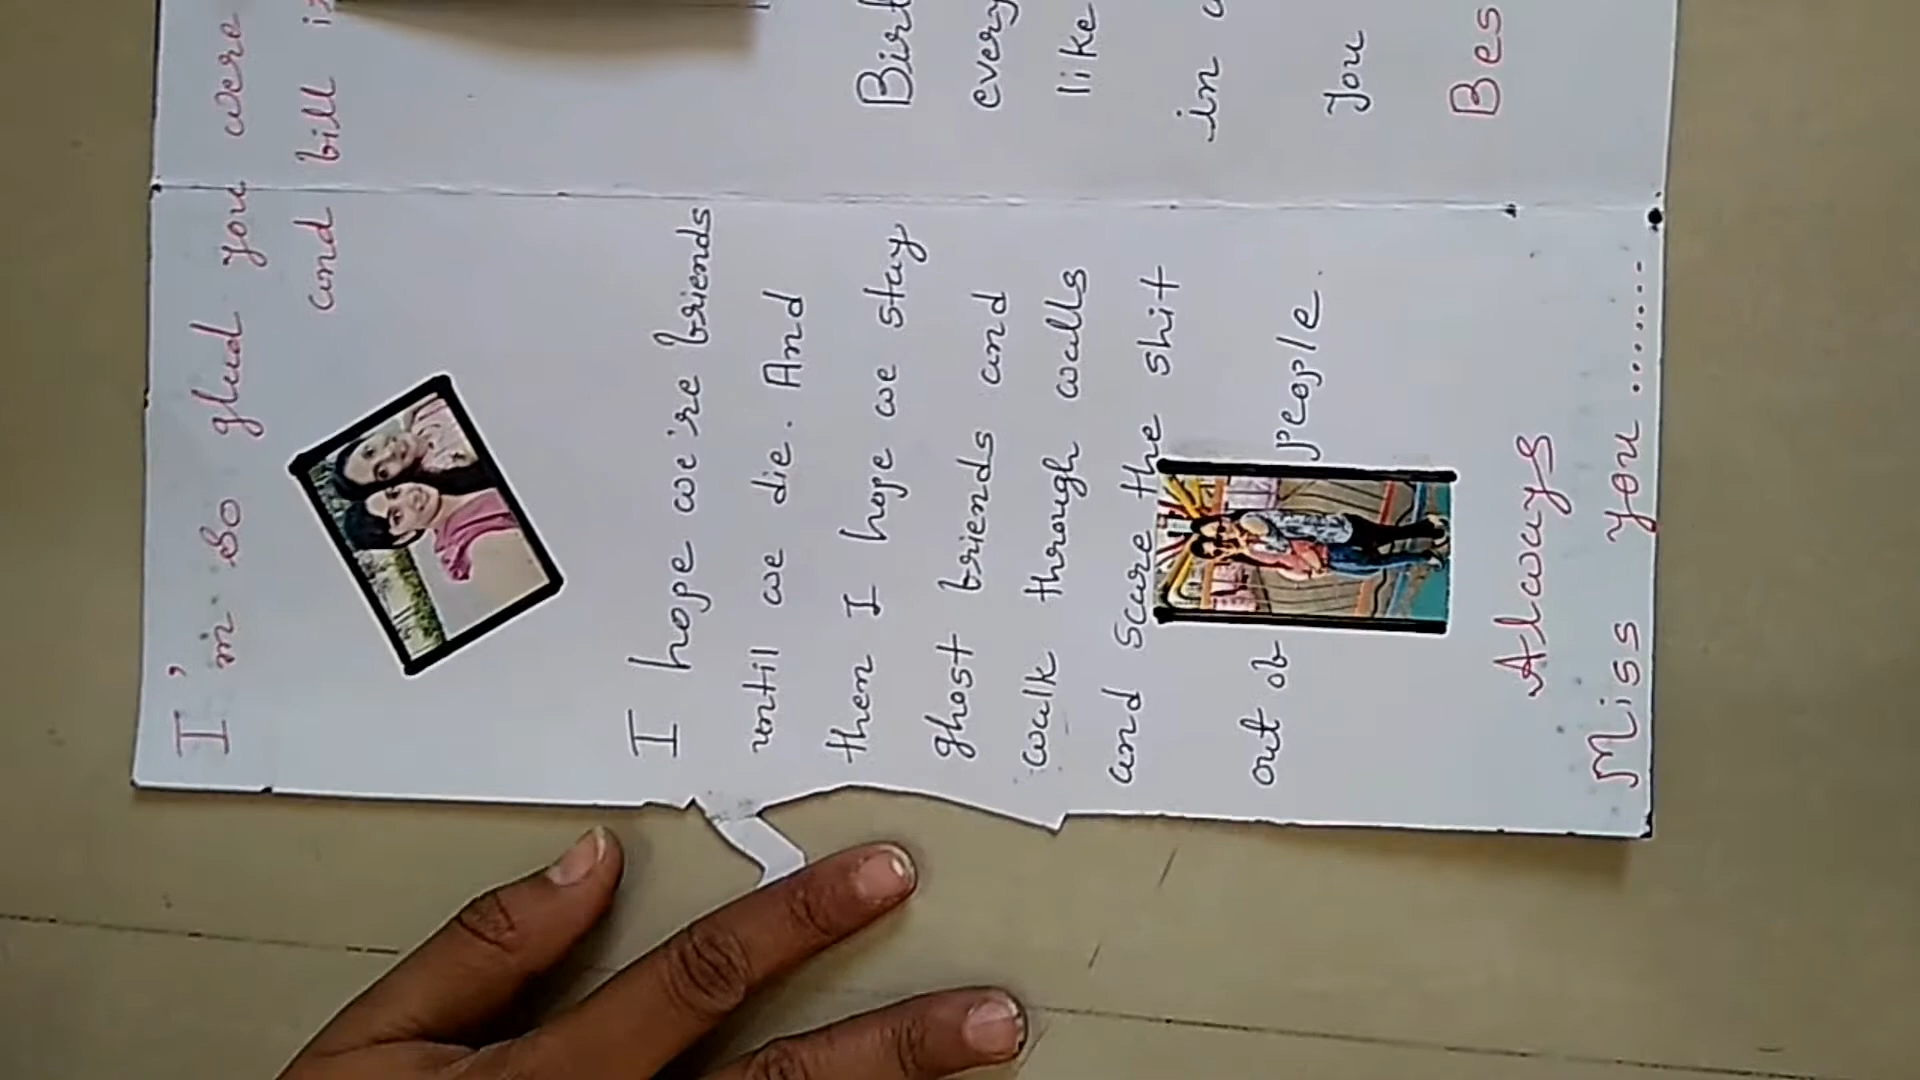 I'm so glad you were
and fill i
I hope we're friends
until we die. And
then I hope we stay
ghost friends and
walk through walls
and scare the shit
out of people.
Always
Miss you.......
Birt
every
like
in a
you
Bes